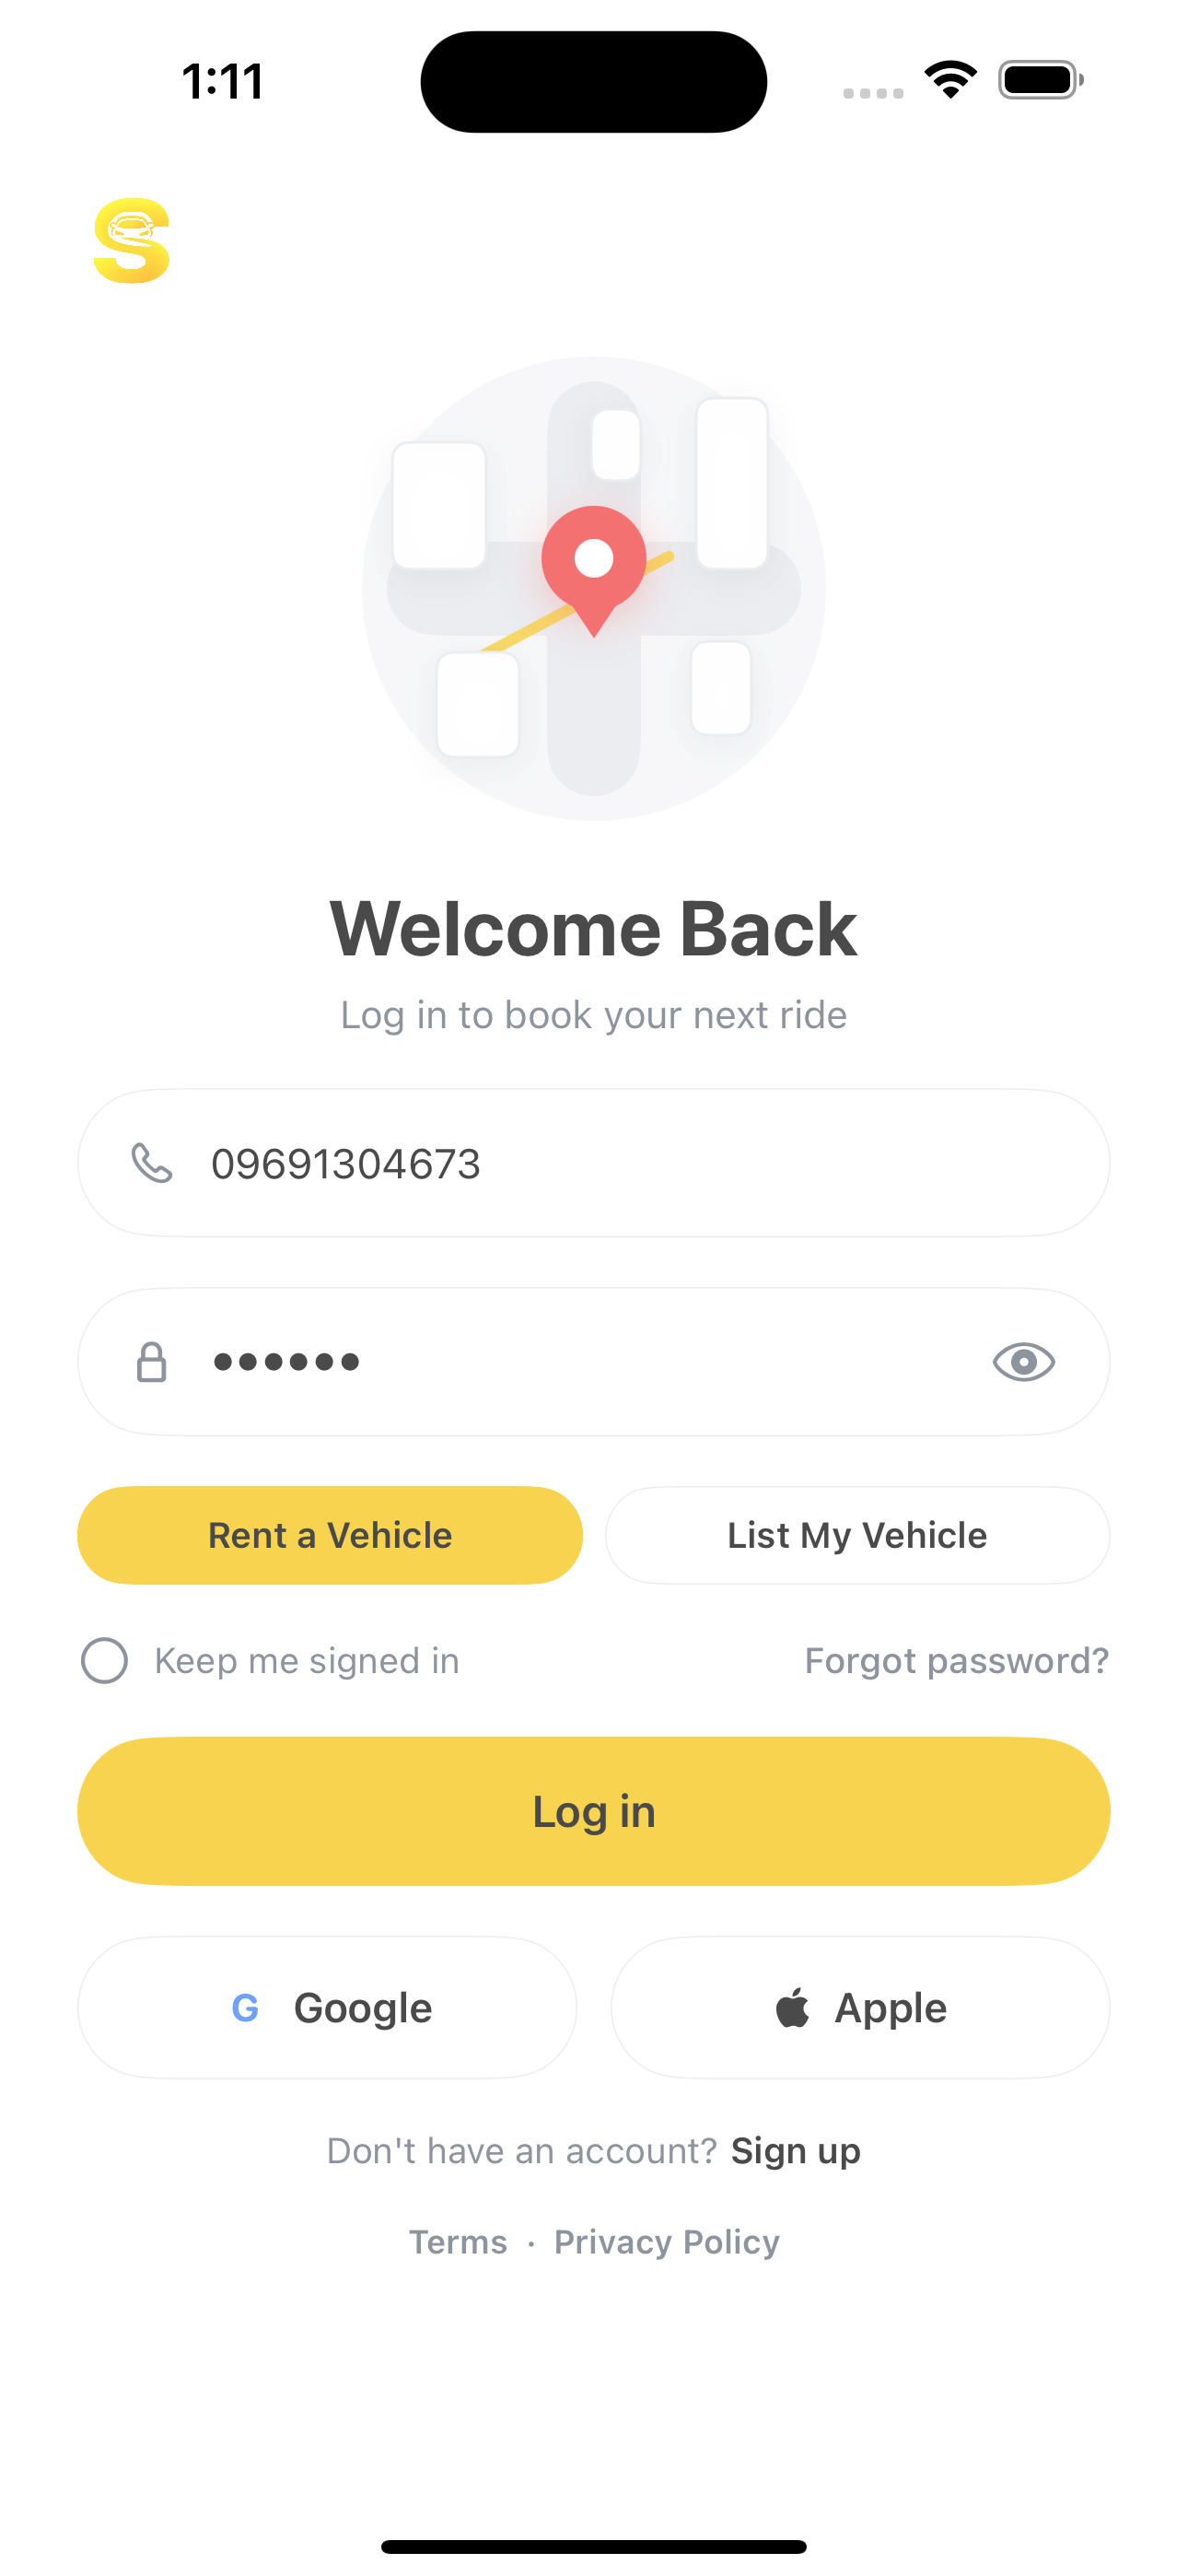 1:11
S
Welcome Back
Log in to book your next ride
09691304673
••••••
Rent a Vehicle
List My Vehicle
Keep me signed in
Forgot password?
Log in
G Google
Apple
Don't have an account? Sign up
Terms · Privacy Policy